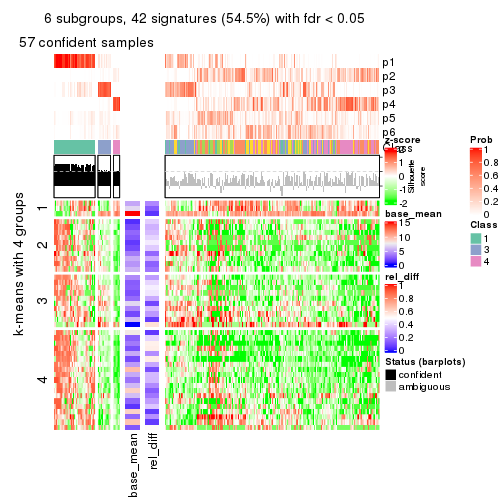 6 subgroups, 42 signatures (54.5%) with fdr < 0.05
57 confident samples
p1
p2
p3
p4
p5
p6
Class
Silhouette
score
k-means with 4 groups
1
2
3
4
base_mean
rel_diff
z-score
2
0
-2
base_mean
15
10
5
0
rel_diff
1
0.8
0.6
0.4
0.2
0
Status (barplots)
confident
ambiguous
Prob
1
0.8
0.6
0.4
0.2
0
Class
1
3
4